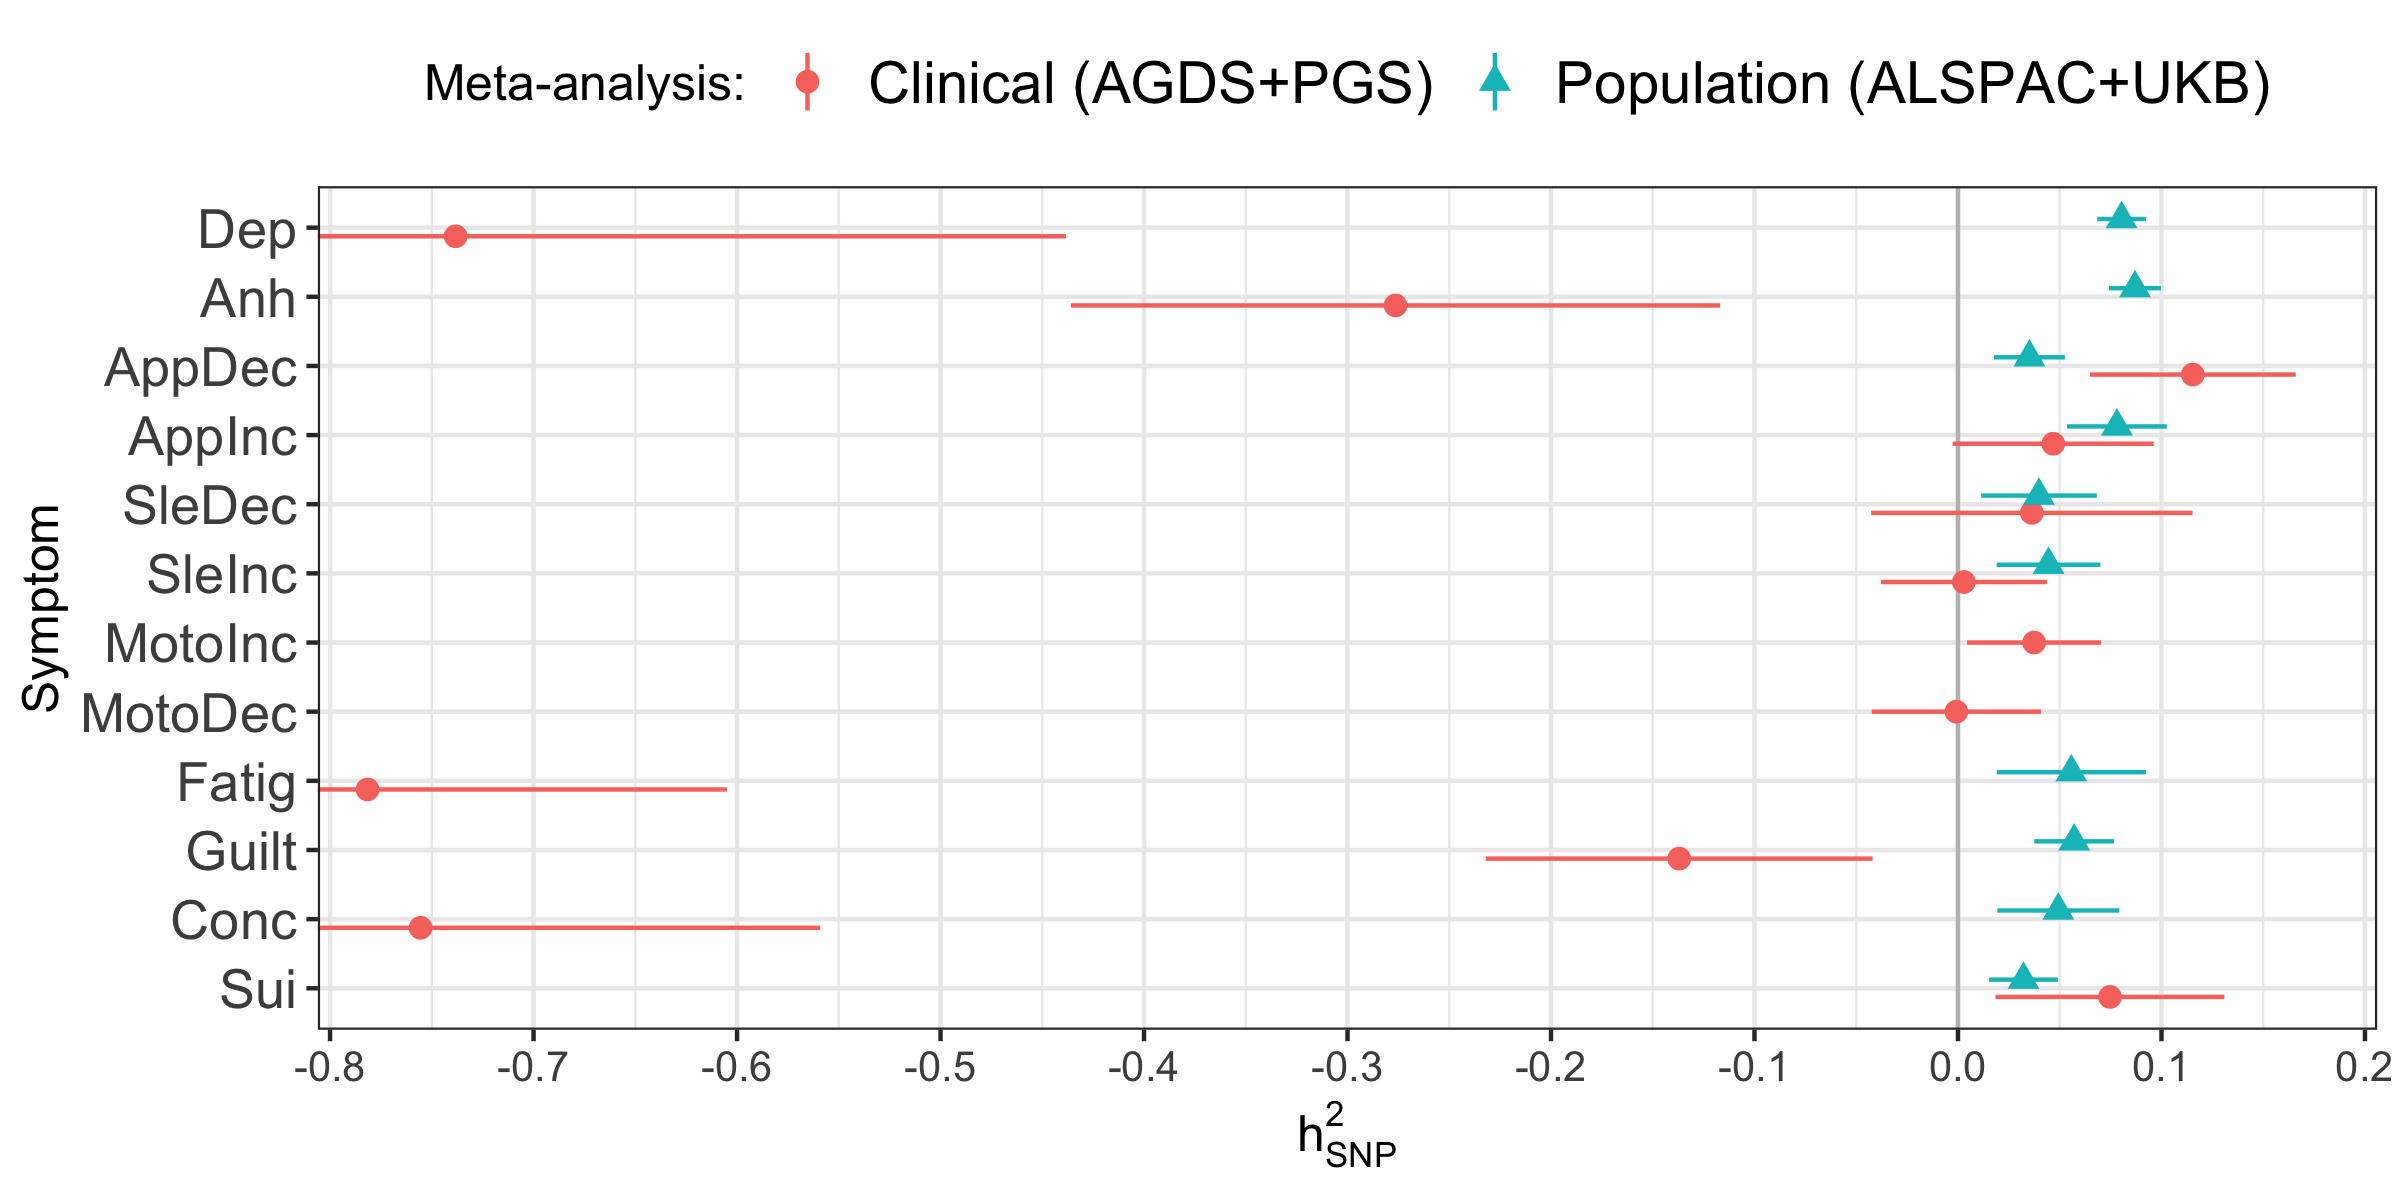 Meta-analysis: Clinical (AGDS+PGS) Population (ALSPAC+UKB)
Symptom
Dep
Anh
AppDec
AppInc
SleDec
SleInc
MotoInc
MotoDec
Fatig
Guilt
Conc
Sui
-0.8 -0.7 -0.6 -0.5 -0.4 -0.3 -0.2 -0.1 0.0 0.1 0.2
h²SNP